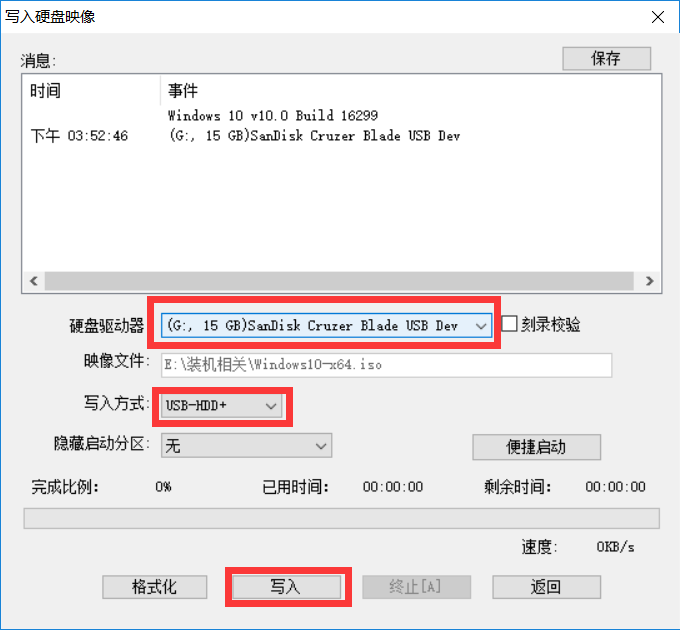 写入硬盘映像
消息:
保存
时间 事件
Windows 10 v10.0 Build 16299
下午 03:52:46 (G:, 15 GB)SanDisk Cruzer Blade USB Dev
硬盘驱动器 (G:, 15 GB)SanDisk Cruzer Blade USB Dev 刻录校验
映像文件: E:\装机相关\Windows10-x64.iso
写入方式: USB-HDD+
隐藏启动分区: 无 便捷启动
完成比例: 0% 已用时间: 00:00:00 剩余时间: 00:00:00
速度: 0KB/s
格式化 写入 终止[A] 返回